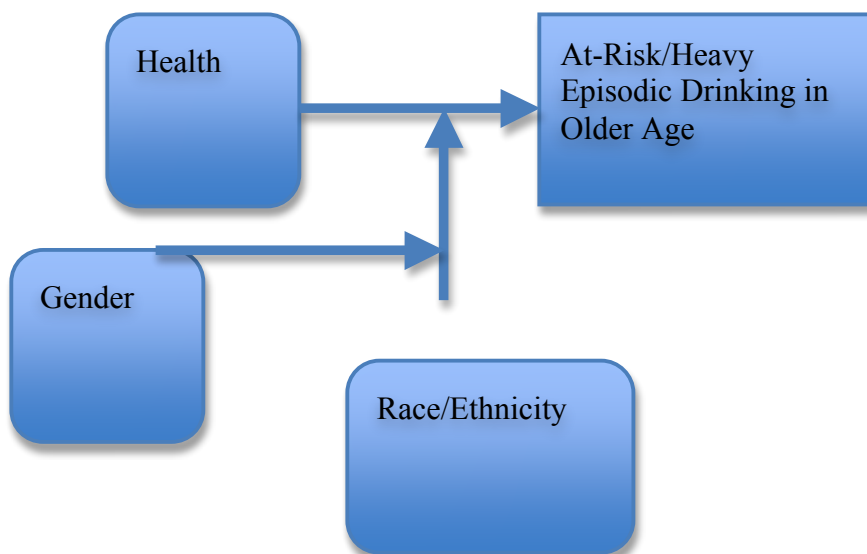 Health
At-Risk/Heavy
Episodic Drinking in
Older Age
Gender
Race/Ethnicity